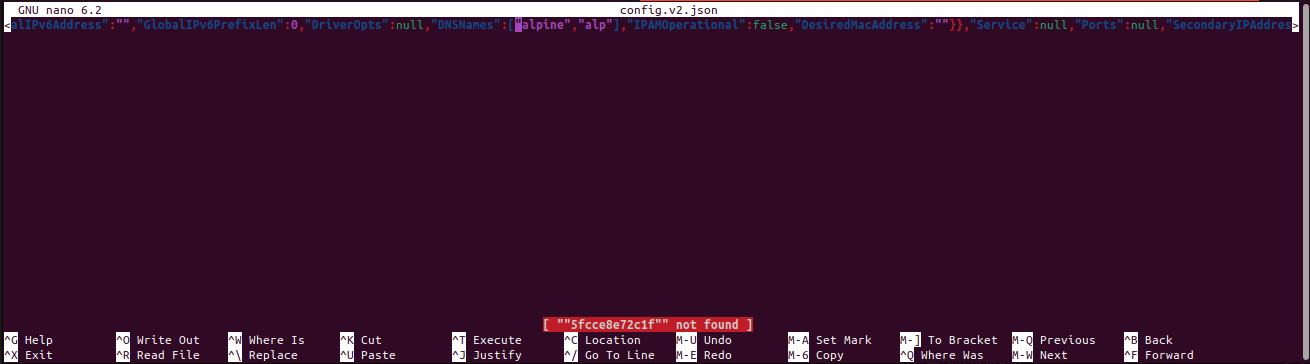 GNU nano 6.2 config.v2.json
<alIPv6Address":"","GlobalIPv6PrefixLen":0,"DriverOpts":null,"DNSNames":["alpine","alp"],"IPAMOperational":false,"DesiredMacAddress":""}},"Service":null,"Ports":null,"SecondaryIPAddres>
[ ""5fcce8e72c1f"" not found ]
^G Help ^O Write Out ^W Where Is ^K Cut ^T Execute ^C Location M-U Undo M-A Set Mark M-] To Bracket M-Q Previous ^B Back
^X Exit ^R Read File ^\ Replace ^U Paste ^J Justify ^/ Go To Line M-E Redo M-6 Copy ^Q Where Was M-W Next ^F Forward